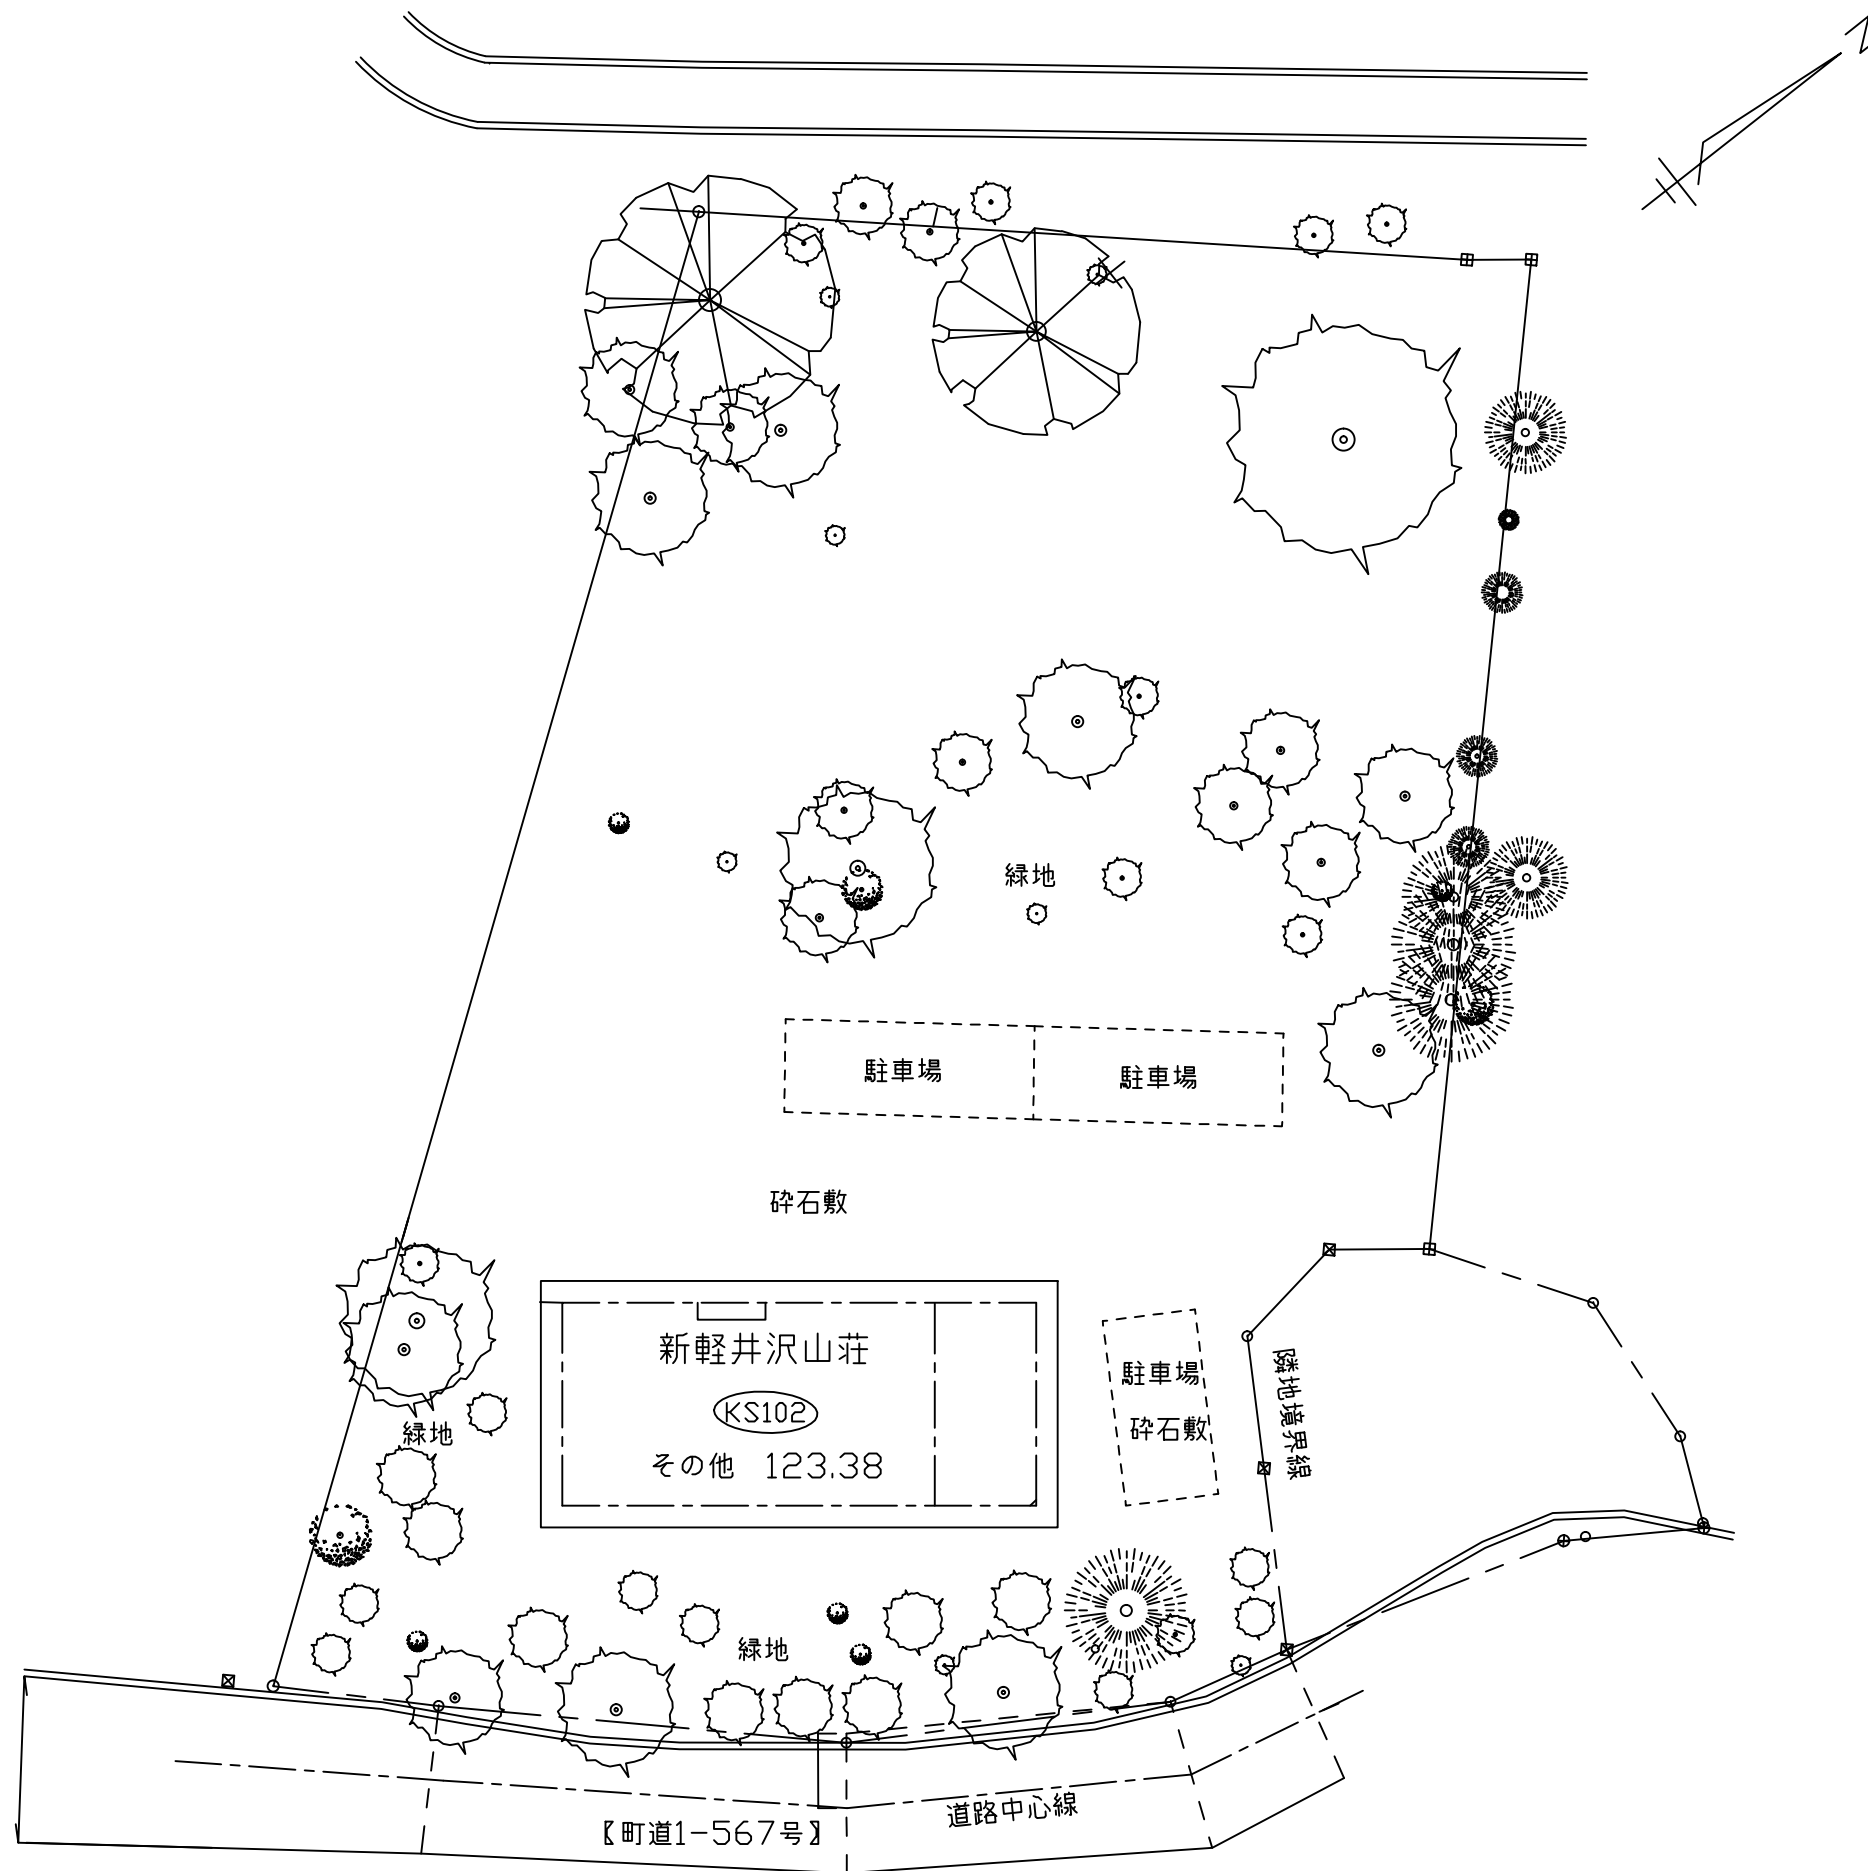 緑地
駐車場
駐車場
砕石敷
新軽井沢山荘
KS102
その他 123.38
駐車場
砕石敷
隣地境界線
緑地
緑地
道路中心線
【町道1-567号】